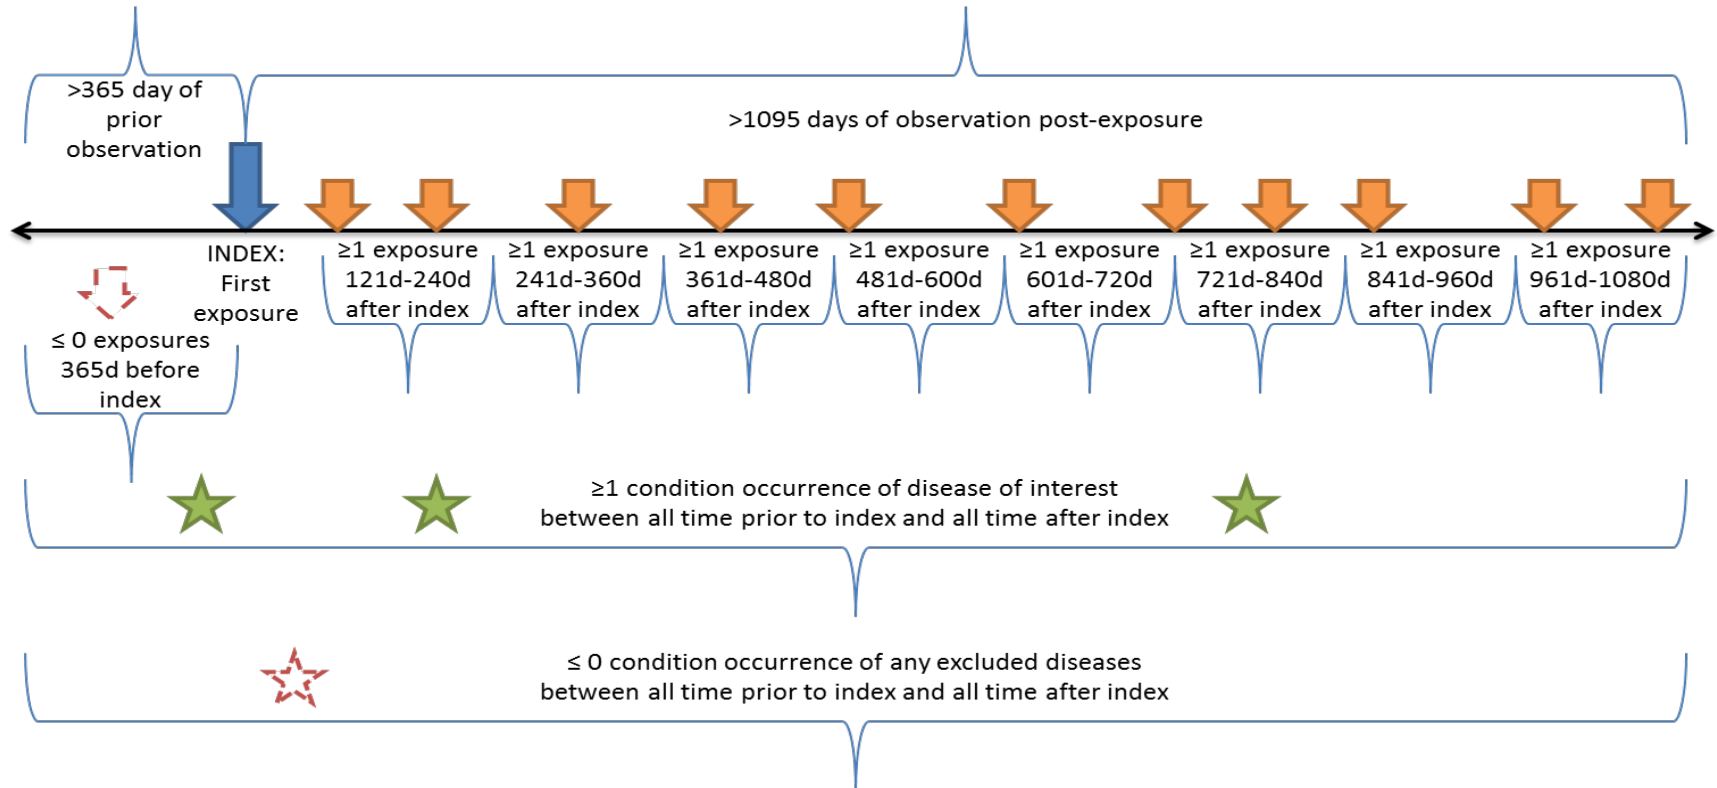 >365 day of
prior
observation
>1095 days of observation post-exposure
INDEX:
First
exposure
≥1 exposure
121d-240d
after index
≥1 exposure
241d-360d
after index
≥1 exposure
361d-480d
after index
≥1 exposure
481d-600d
after index
≥1 exposure
601d-720d
after index
≥1 exposure
721d-840d
after index
≥1 exposure
841d-960d
after index
≥1 exposure
961d-1080d
after index
≤ 0 exposures
365d before
index
≥1 condition occurrence of disease of interest
between all time prior to index and all time after index
≤ 0 condition occurrence of any excluded diseases
between all time prior to index and all time after index